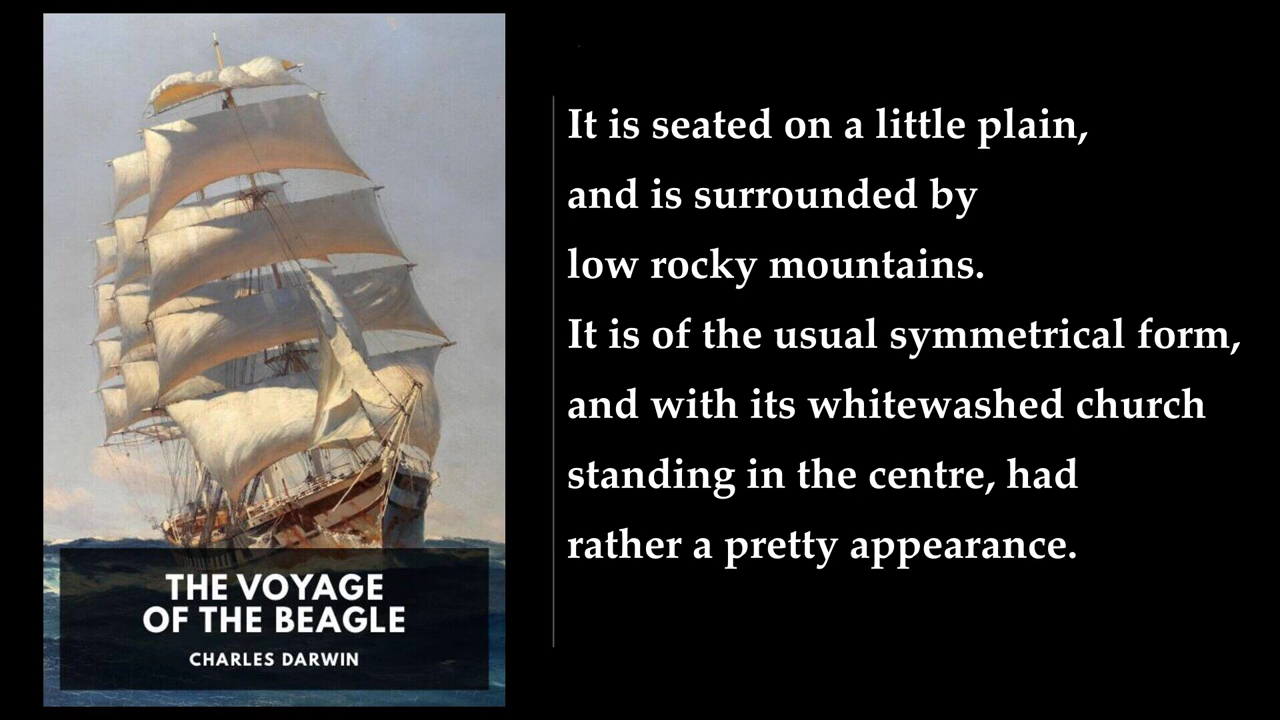 It is seated on a little plain,
and is surrounded by
low rocky mountains.
It is of the usual symmetrical form,
and with its whitewashed church
standing in the centre, had
rather a pretty appearance.
THE VOYAGE
OF THE BEAGLE
CHARLES DARWIN